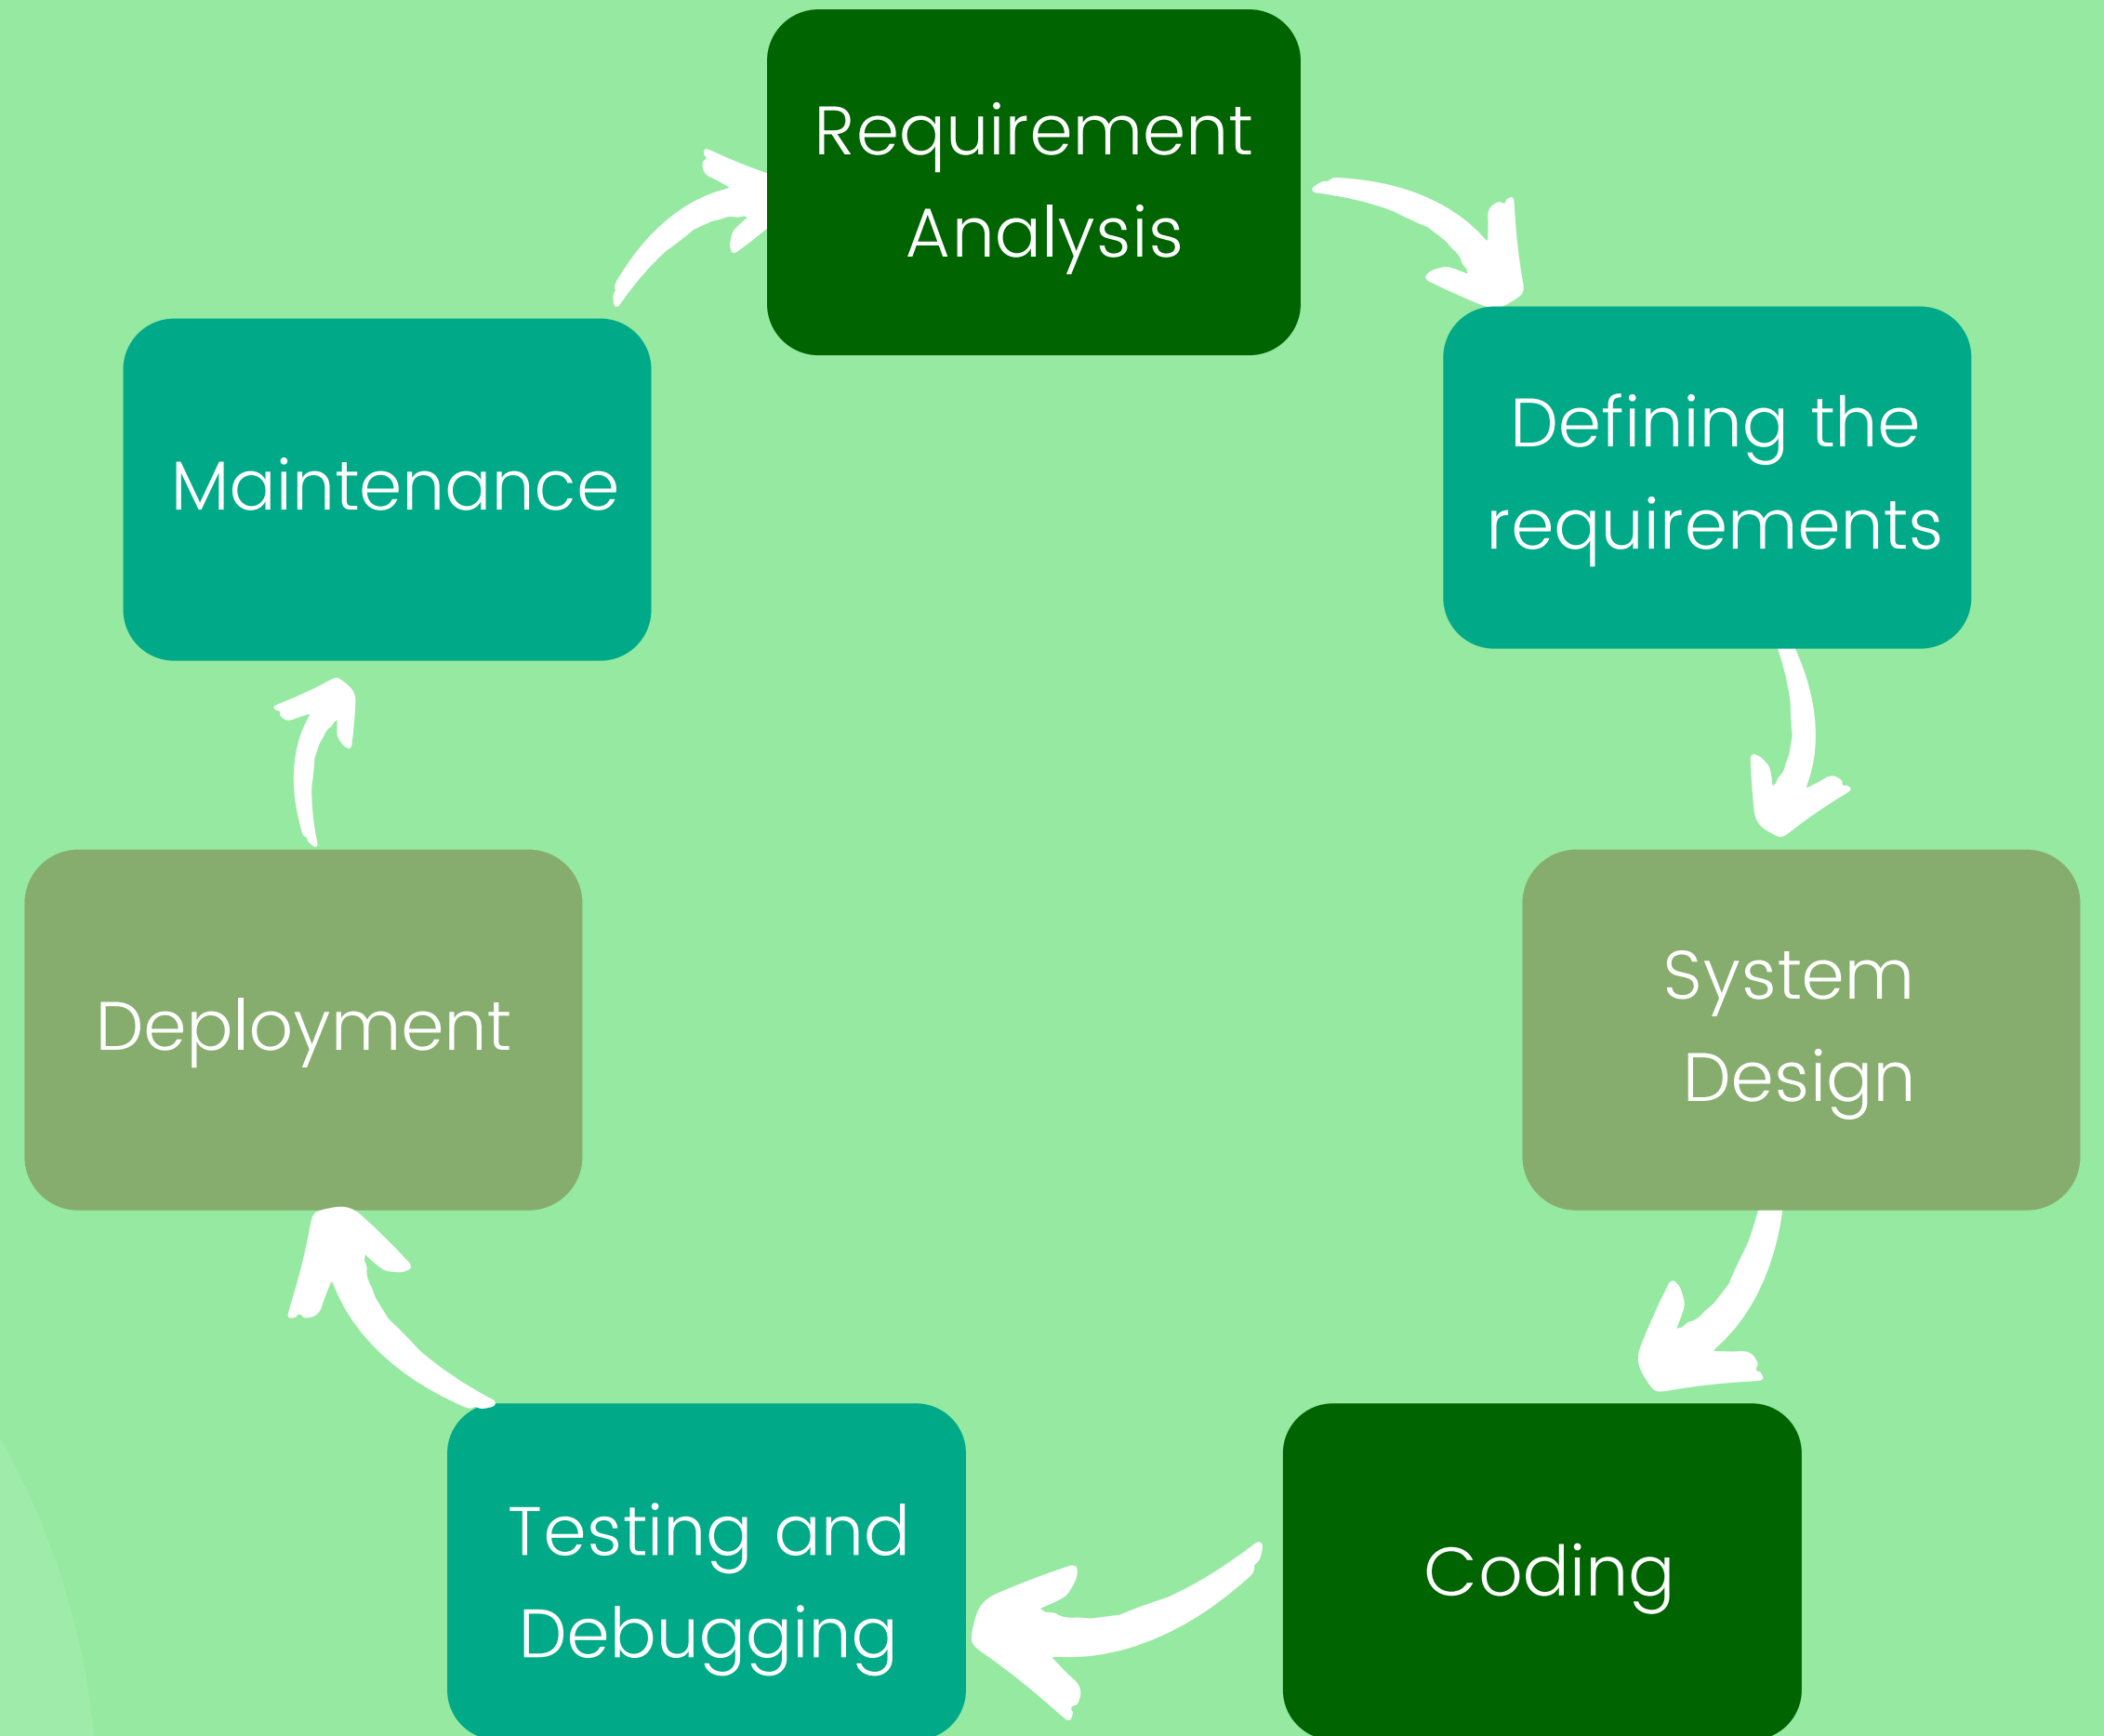 Requirement
Analysis
Defining the
requirements
System
Design
Coding
Testing and
Debugging
Deployment
Maintenance